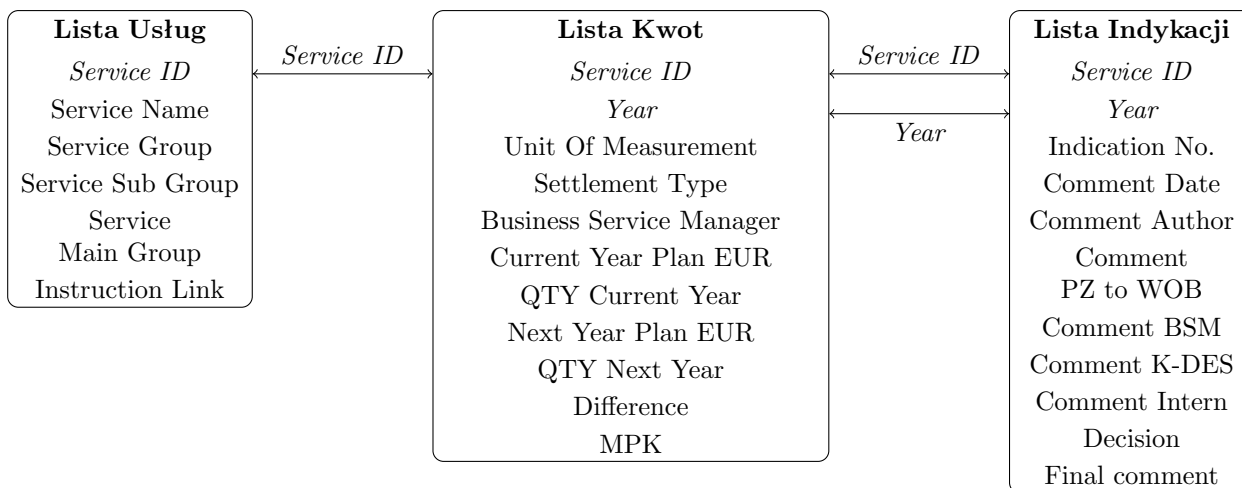 Lista Usług
Service ID
Service Name
Service Group
Service Sub Group
Service
Main Group
Instruction Link
Service ID
Lista Kwot
Service ID
Year
Unit Of Measurement
Settlement Type
Business Service Manager
Current Year Plan EUR
QTY Current Year
Next Year Plan EUR
QTY Next Year
Difference
MPK
Service ID
Year
Lista Indykacji
Service ID
Year
Indication No.
Comment Date
Comment Author
Comment
PZ to WOB
Comment BSM
Comment K-DES
Comment Intern
Decision
Final comment